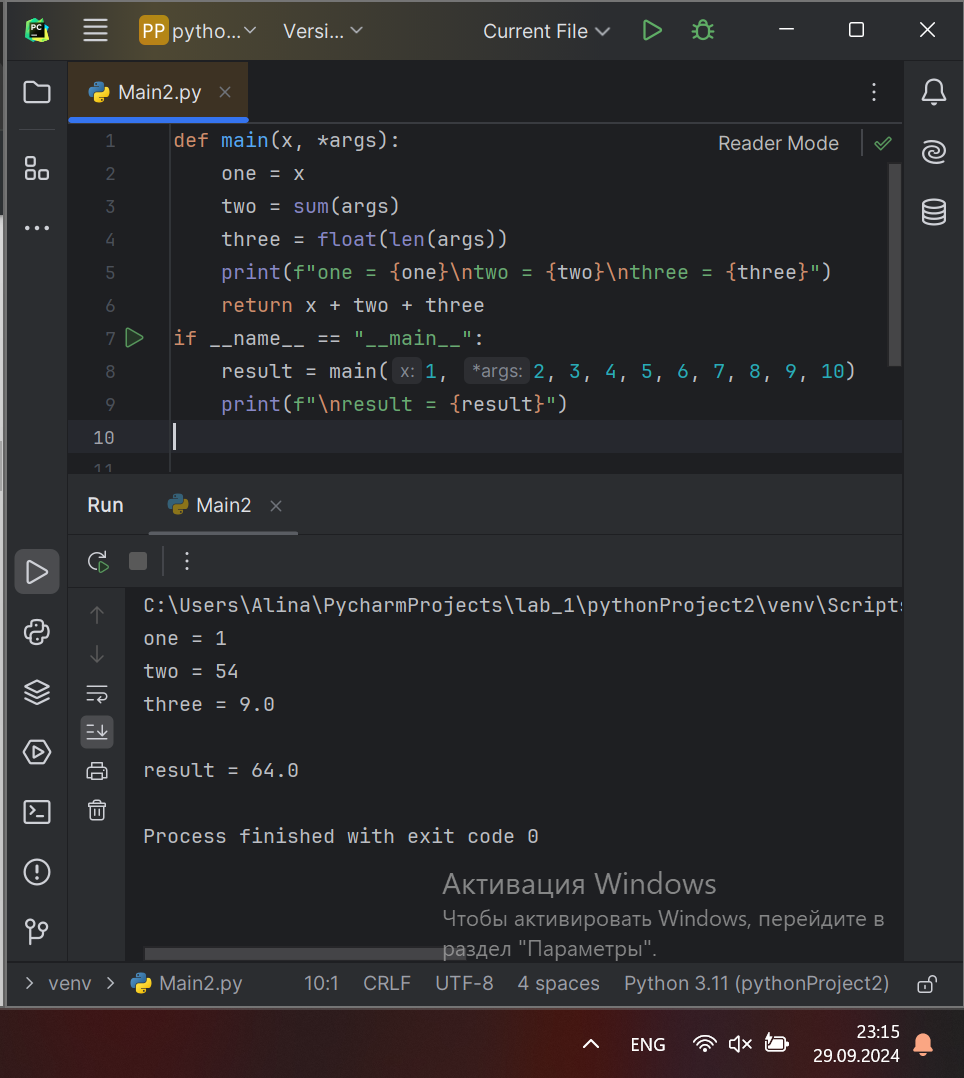 PC
PP pytho... Versi... Current File
Main2.py
Reader Mode
1 def main(x, *args):
2 one = x
3 two = sum(args)
4 three = float(len(args))
5 print(f"one = {one}\ntwo = {two}\nthree = {three}")
6 return x + two + three
7 if __name__ == "__main__":
8 result = main( x: 1, *args: 2, 3, 4, 5, 6, 7, 8, 9, 10)
9 print(f"\nresult = {result}")
10
11
Run Main2
C:\Users\Alina\PycharmProjects\lab_1\pythonProject2\venv\Scripts
one = 1
two = 54
three = 9.0
result = 64.0
Process finished with exit code 0
Активация Windows
Чтобы активировать Windows, перейдите в
раздел "Параметры".
venv Main2.py 10:1 CRLF UTF-8 4 spaces Python 3.11 (pythonProject2)
ENG 23:15
29.09.2024